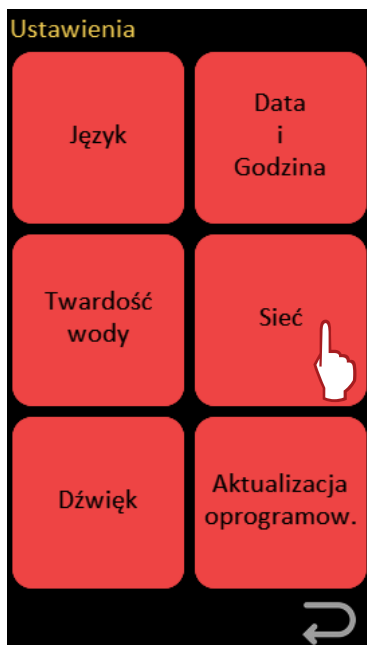 Ustawienia
Język
Data
i
Godzina
Twardość
wody
Sieć
Dźwięk
Aktualizacja
oprogramow.